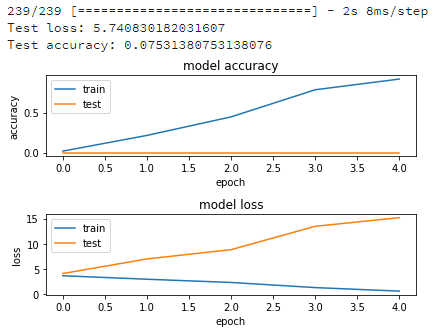 239/239 [==============================] - 2s 8ms/step
Test loss: 5.740830182031607
Test accuracy: 0.07531380753138076
model accuracy
train
test
0.5
0.0
accuracy
0.0 0.5 1.0 1.5 2.0 2.5 3.0 3.5 4.0
epoch
model loss
train
test
15
10
5
0
loss
0.0 0.5 1.0 1.5 2.0 2.5 3.0 3.5 4.0
epoch